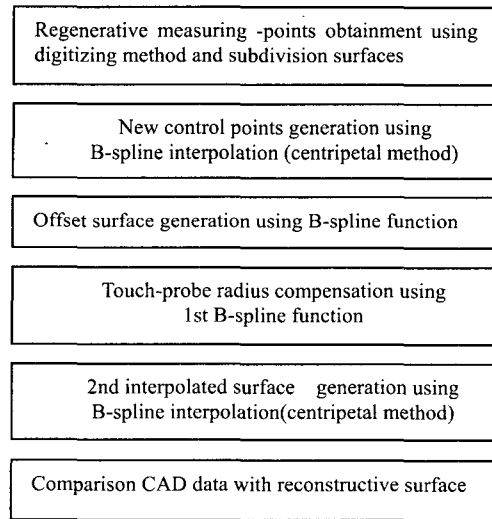 Regenerative measuring -points obtainment using
digitizing method and subdivision surfaces
New control points generation using
B-spline interpolation (centripetal method)
Offset surface generation using B-spline function
Touch-probe radius compensation using
1st B-spline function
2nd interpolated surface generation using
B-spline interpolation(centripetal method)
Comparison CAD data with reconstructive surface